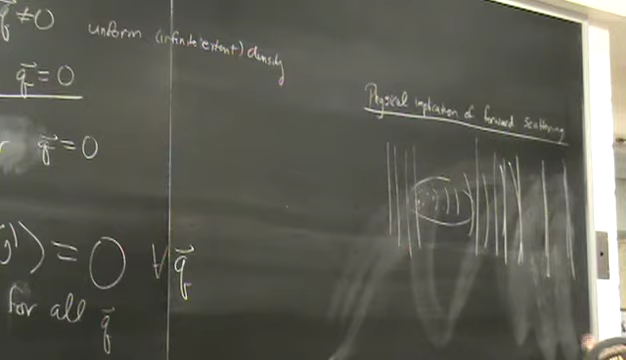 q⃗ ≠ 0
uniform (infinite extent) density
q⃗ = 0
r q⃗ = 0
⟩ = 0 ∀ q⃗
for all q⃗
Physical implication of forward scattering